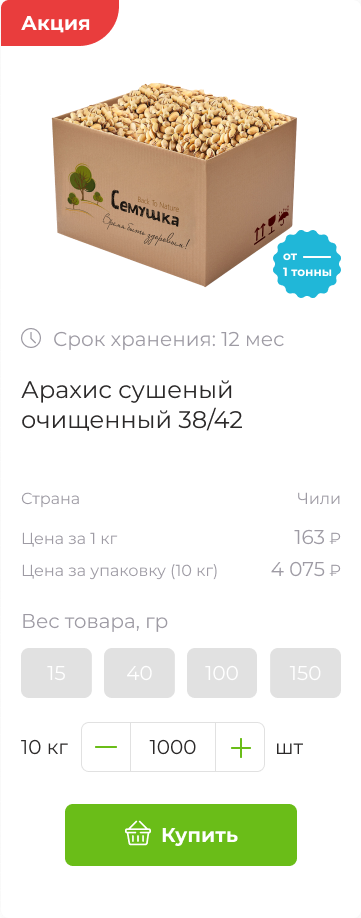 Акция
Back To Nature
Семушка
Время быть здоровым!
от
1 тонны
Срок хранения: 12 мес
Арахис сушеный
очищенный 38/42
Страна Чили
Цена за 1 кг 163 ₽
Цена за упаковку (10 кг) 4 075 ₽
Вес товара, гр
15 40 100 150
10 кг — 1000 + шт
Купить